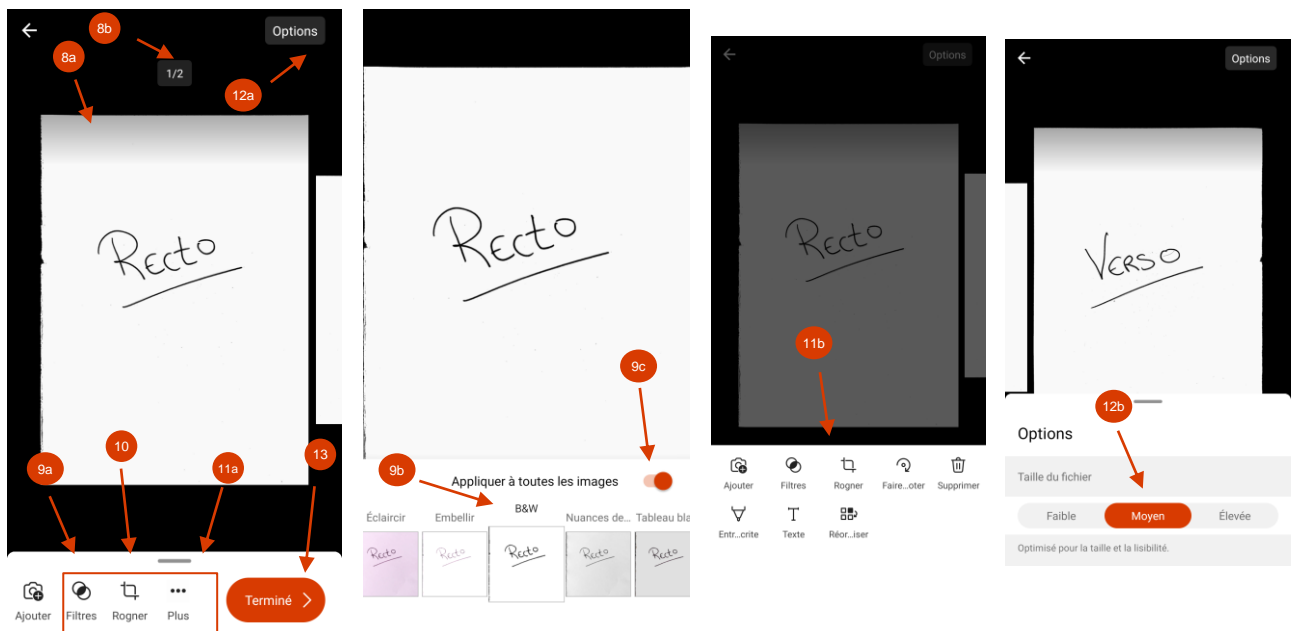 8b
Options
8a
1/2
12a
Recto
9a
10
11a
13
Ajouter
Filtres
Rogner
Plus
Terminé
Recto
9c
9b
Appliquer à toutes les images
Éclaircir
Embellir
B&W
Nuances de...
Tableau bla
Recto
Recto
Recto
Recto
Recto
Options
Recto
11b
Ajouter
Filtres
Rogner
Faire...oter
Supprimer
Entr...crite
Texte
Réor...iser
Options
Verso
12b
Options
Taille du fichier
Faible
Moyen
Élevée
Optimisé pour la taille et la lisibilité.